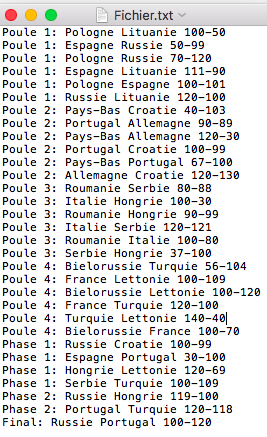 Fichier.txt
Poule 1: Pologne Lituanie 100-50
Poule 1: Espagne Russie 50-99
Poule 1: Pologne Russie 70-120
Poule 1: Espagne Lituanie 111-90
Poule 1: Pologne Espagne 100-101
Poule 1: Russie Lituanie 120-100
Poule 2: Pays-Bas Croatie 40-103
Poule 2: Portugal Allemagne 90-89
Poule 2: Pays-Bas Allemagne 120-30
Poule 2: Portugal Croatie 100-99
Poule 2: Pays-Bas Portugal 67-100
Poule 2: Allemagne Croatie 120-130
Poule 3: Roumanie Serbie 80-88
Poule 3: Italie Hongrie 100-30
Poule 3: Roumanie Hongrie 90-99
Poule 3: Italie Serbie 120-121
Poule 3: Roumanie Italie 100-80
Poule 3: Serbie Hongrie 37-100
Poule 4: Bielorussie Turquie 56-104
Poule 4: France Lettonie 100-109
Poule 4: Bielorussie Lettonie 100-120
Poule 4: France Turquie 120-100
Poule 4: Turquie Lettonie 140-40
Poule 4: Bielorussie France 100-70
Phase 1: Russie Croatie 100-99
Phase 1: Espagne Portugal 30-100
Phase 1: Hongrie Lettonie 120-69
Phase 1: Serbie Turquie 100-109
Phase 2: Russie Hongrie 119-100
Phase 2: Portugal Turquie 120-118
Final: Russie Portugal 100-120